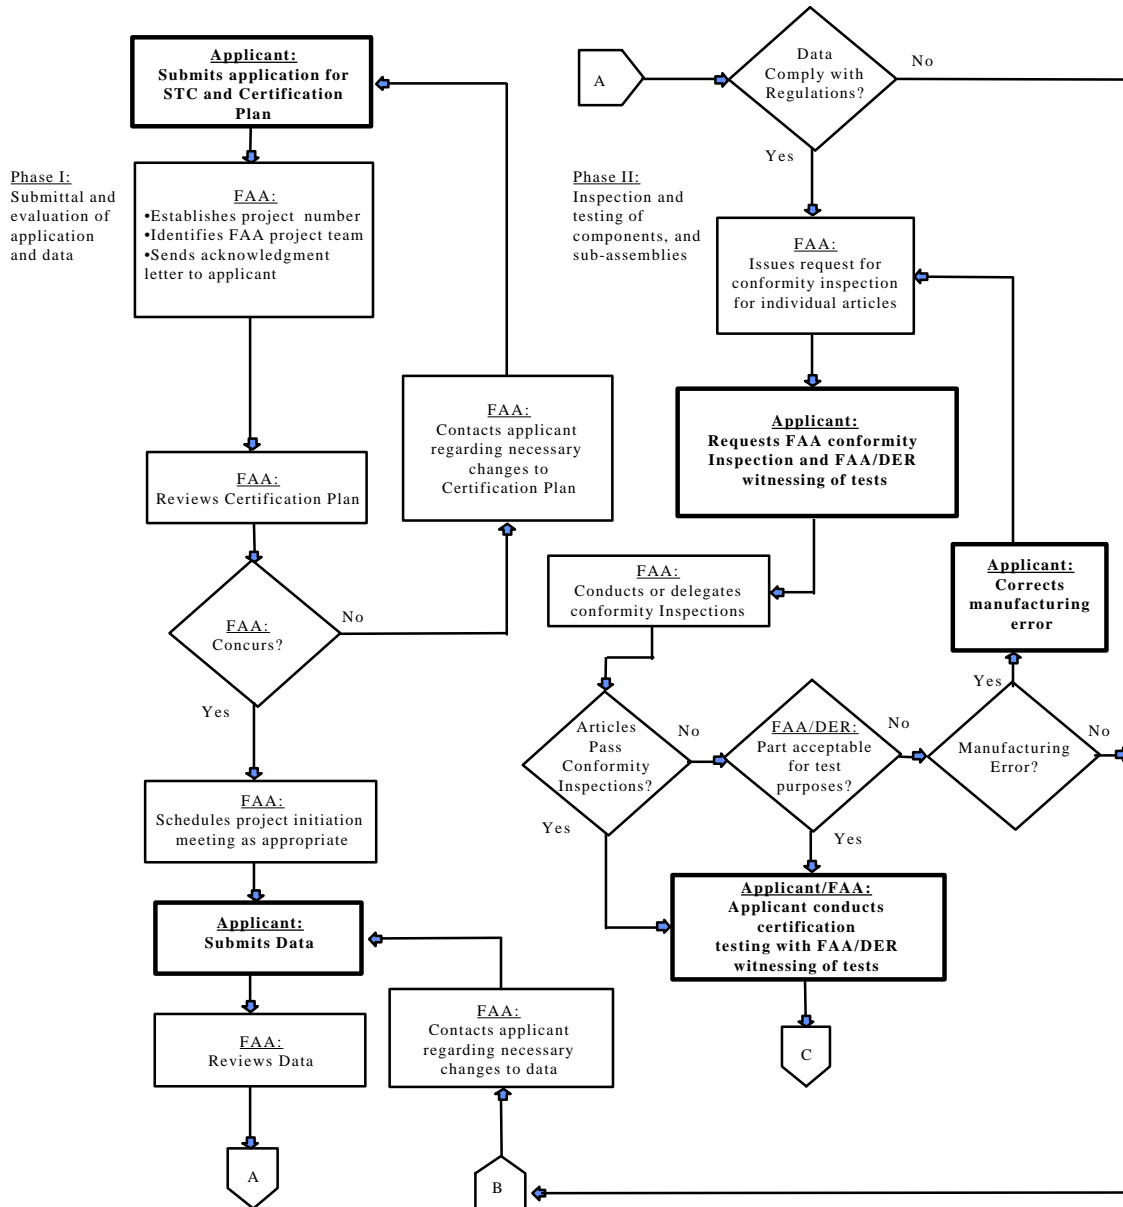 Applicant:
Submits application for
STC and Certification
Plan
Phase I:
Submittal and
evaluation of
application
and data
FAA:
•Establishes project number
•Identifies FAA project team
•Sends acknowledgment
letter to applicant
FAA:
Contacts applicant
regarding necessary
changes to
Certification Plan
FAA:
Reviews Certification Plan
FAA:
Concurs?
No
Yes
FAA:
Schedules project initiation
meeting as appropriate
Applicant:
Submits Data
FAA:
Reviews Data
FAA:
Contacts applicant
regarding necessary
changes to data
A
B
A
Data
Comply with
Regulations?
No
Yes
Phase II:
Inspection and
testing of
components, and
sub-assemblies
FAA:
Issues request for
conformity inspection
for individual articles
Applicant:
Requests FAA conformity
Inspection and FAA/DER
witnessing of tests
FAA:
Conducts or delegates
conformity Inspections
Applicant:
Corrects
manufacturing
error
Yes
Articles
Pass
Conformity
Inspections?
No
FAA/DER:
Part acceptable
for test
purposes?
No
Manufacturing
Error?
No
Yes
Yes
Applicant/FAA:
Applicant conducts
certification
testing with FAA/DER
witnessing of tests
C